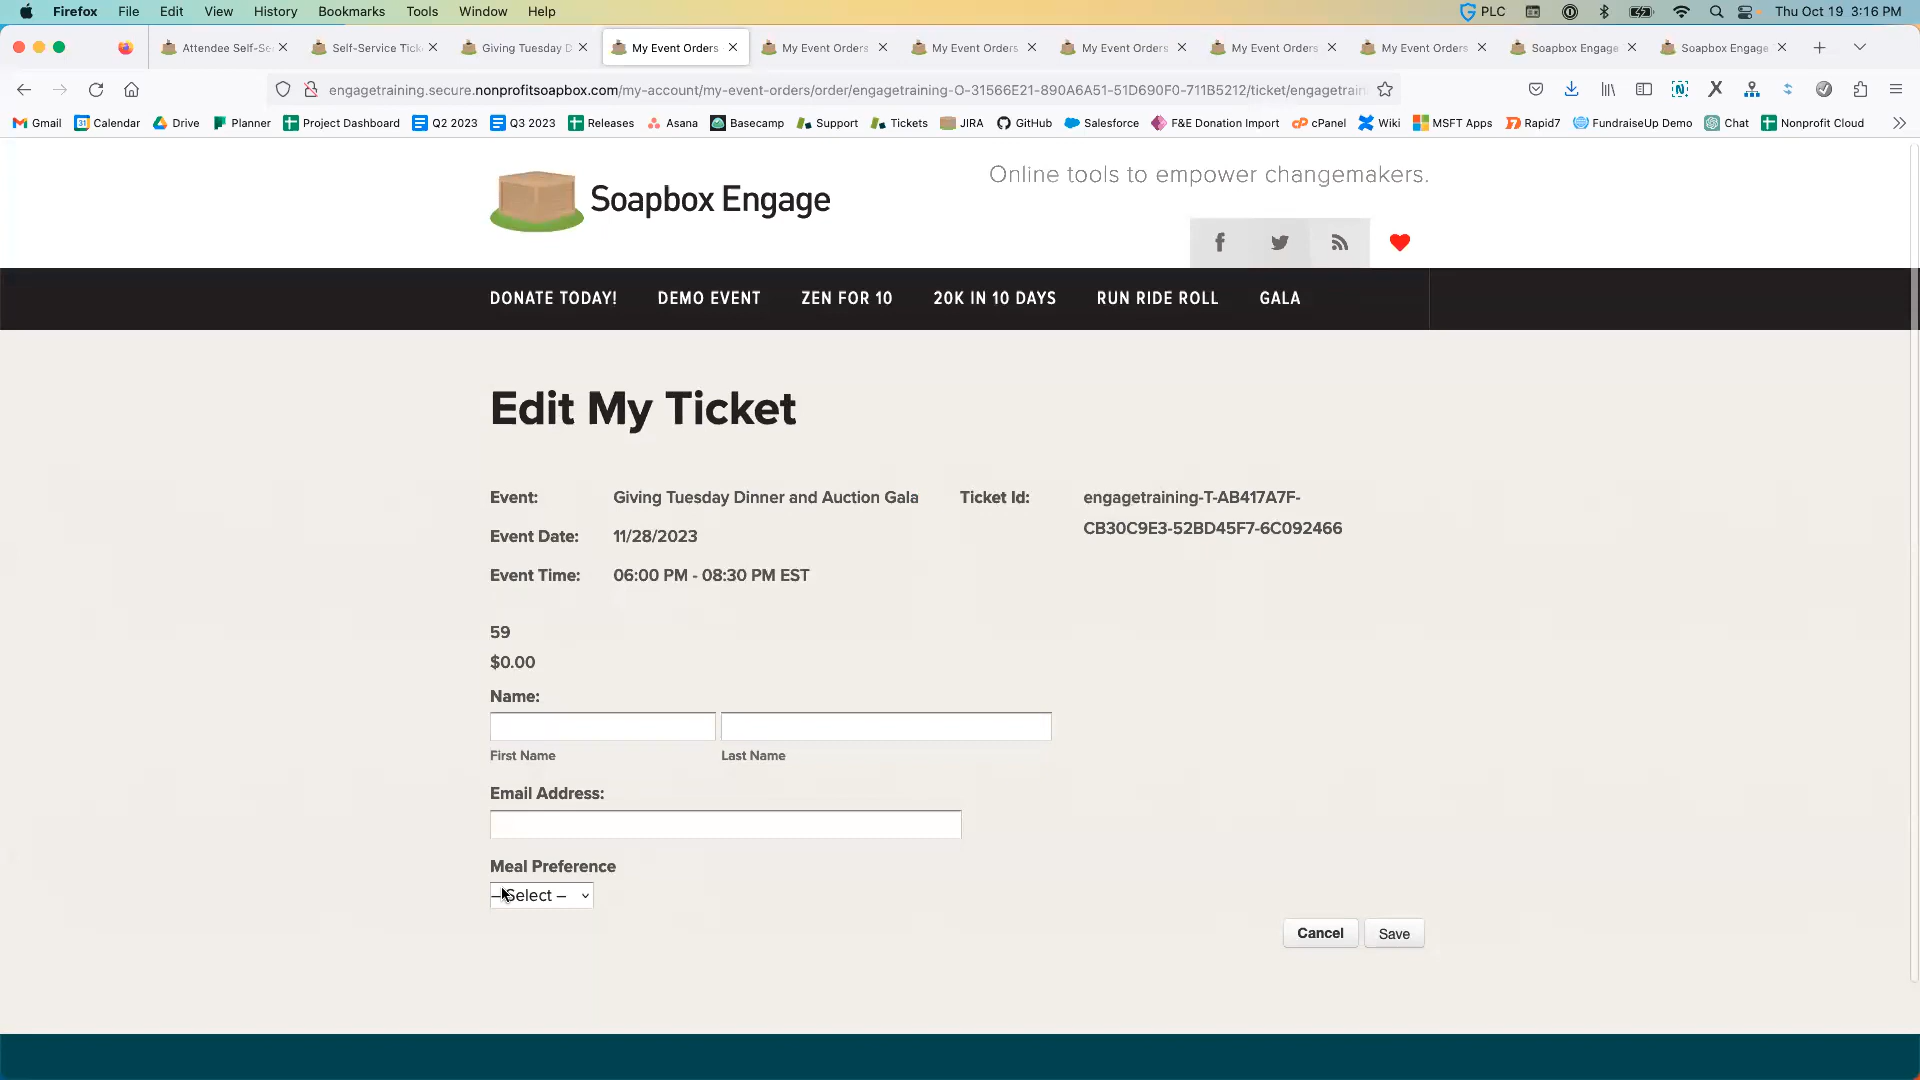 Firefox File Edit View History Bookmarks Tools Window Help PLC Thu Oct 19 3:16 PM
Attendee Self-Se Self-Service Tick Giving Tuesday D My Event Orders My Event Orders My Event Orders My Event Orders My Event Orders My Event Orders Soapbox Engage Soapbox Engage
engagetraining.secure.nonprofitsoapbox.com/my-account/my-event-orders/order/engagetraining-O-31566E21-890A6A51-51D690F0-711B5212/ticket/engagetrain
Gmail Calendar Drive Planner Project Dashboard Q2 2023 Q3 2023 Releases Asana Basecamp Support Tickets JIRA GitHub Salesforce F&E Donation Import cPanel Wiki MSFT Apps Rapid7 FundraiseUp Demo Chat Nonprofit Cloud
Online tools to empower changemakers.
Soapbox Engage
DONATE TODAY! DEMO EVENT ZEN FOR 10 20K IN 10 DAYS RUN RIDE ROLL GALA
Edit My Ticket
Event: Giving Tuesday Dinner and Auction Gala Ticket Id: engagetraining-T-AB417A7F-
CB30C9E3-52BD45F7-6C092466
Event Date: 11/28/2023
Event Time: 06:00 PM - 08:30 PM EST
59
$0.00
Name:
First Name Last Name
Email Address:
Meal Preference
– Select –
Cancel Save